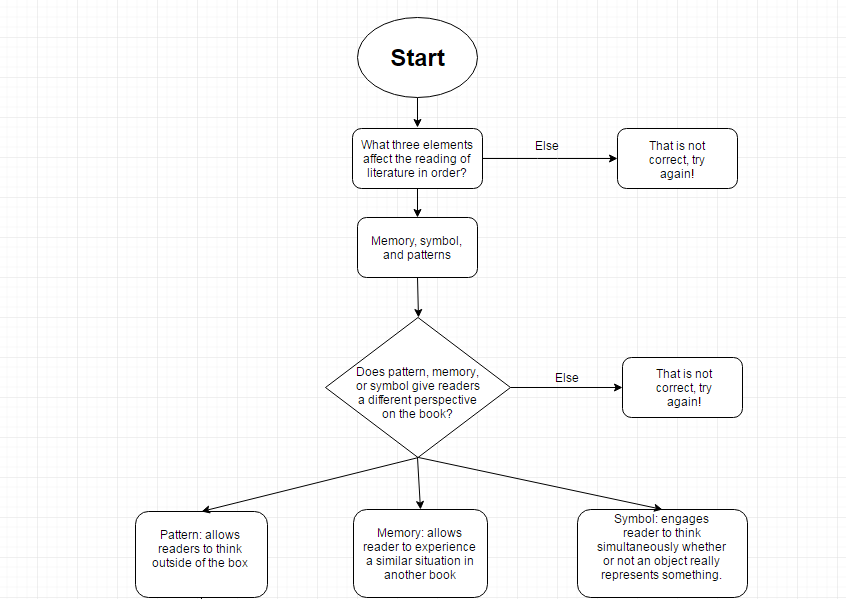 Start
What three elements
affect the reading of
literature in order?
Else
That is not
correct, try
again!
Memory, symbol,
and patterns
Does pattern, memory,
or symbol give readers
a different perspective
on the book?
Else
That is not
correct, try
again!
Pattern: allows
readers to think
outside of the box
Memory: allows
reader to experience
a similar situation in
another book
Symbol: engages
reader to think
simultaneously whether
or not an object really
represents something.